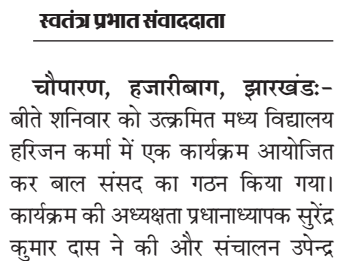 स्वतंत्र प्रभात संवाददाता
चौपारण, हजारीबाग, झारखंडः-
बीते शनिवार को उत्क्रमित मध्य विद्यालय
हरिजन कर्मा में एक कार्यक्रम आयोजित
कर बाल संसद का गठन किया गया।
कार्यक्रम की अध्यक्षता प्रधानाध्यापक सुरेंद्र
कुमार दास ने की और संचालन उपेन्द्र